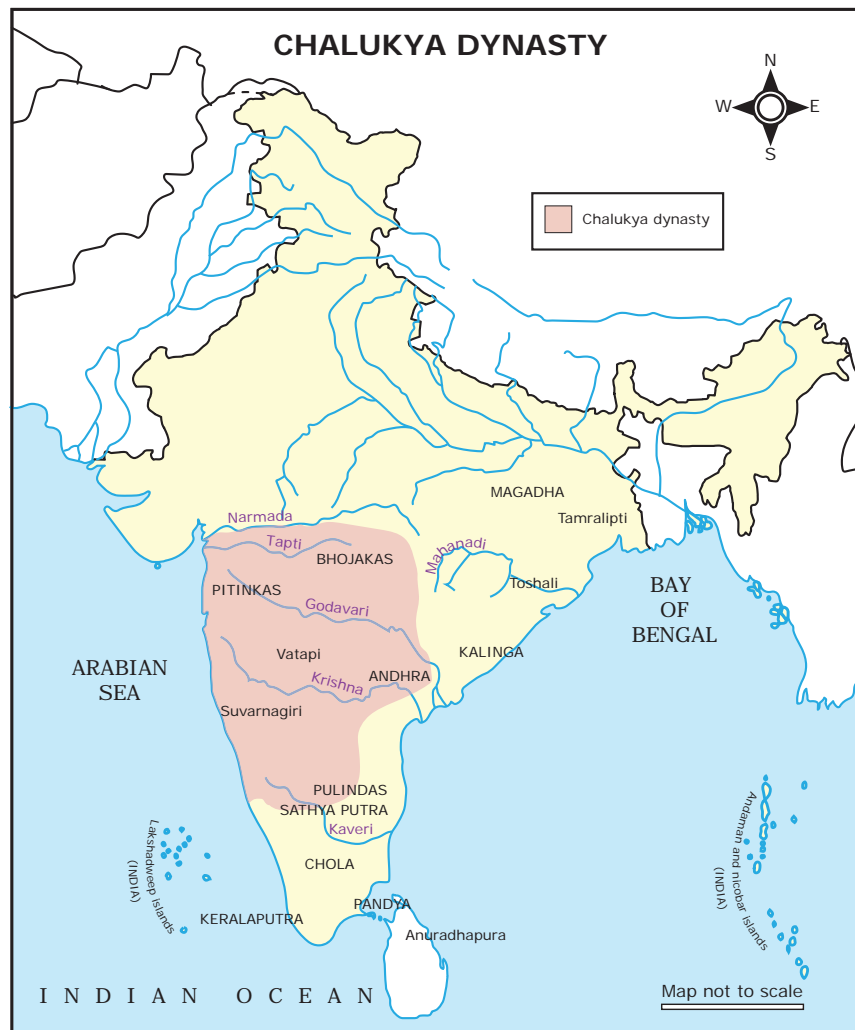 CHALUKYA DYNASTY
N
W
E
S
Chalukya dynasty
MAGADHA
Tamralipti
Narmada
Tapti
BHOJAKAS
Mahanadi
Toshali
PITINKAS
Godavari
BAY
OF
BENGAL
Vatapi
KALINGA
ARABIAN
SEA
ANDHRA
Krishna
Suvarnagiri
PULINDAS
SATHYA PUTRA
Kaveri
Lakshadweep islands
(INDIA)
Andaman and nicobar islands
(INDIA)
CHOLA
PANDYA
KERALAPUTRA
Anuradhapura
INDIAN OCEAN
Map not to scale